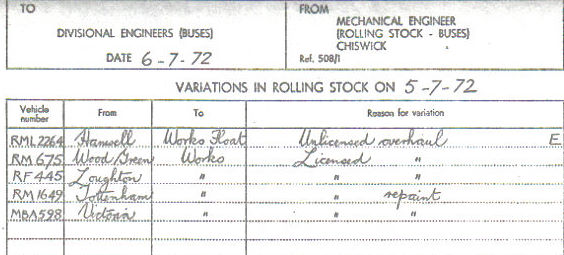 TO
DIVISIONAL ENGINEERS (BUSES)
DATE 6-7-72
FROM
MECHANICAL ENGINEER
(ROLLING STOCK - BUSES)
CHISWICK
Ref. 508/1
VARIATIONS IN ROLLING STOCK ON 5-7-72
Vehicle number From To Reason for variation
RML2264 Hanwell Works Float Unlicensed overhaul E
RM 675 Wood Green Works Licensed "
RF 445 Loughton " " "
RM 1649 Tottenham " " repaint
MBA 598 Victoria " " "